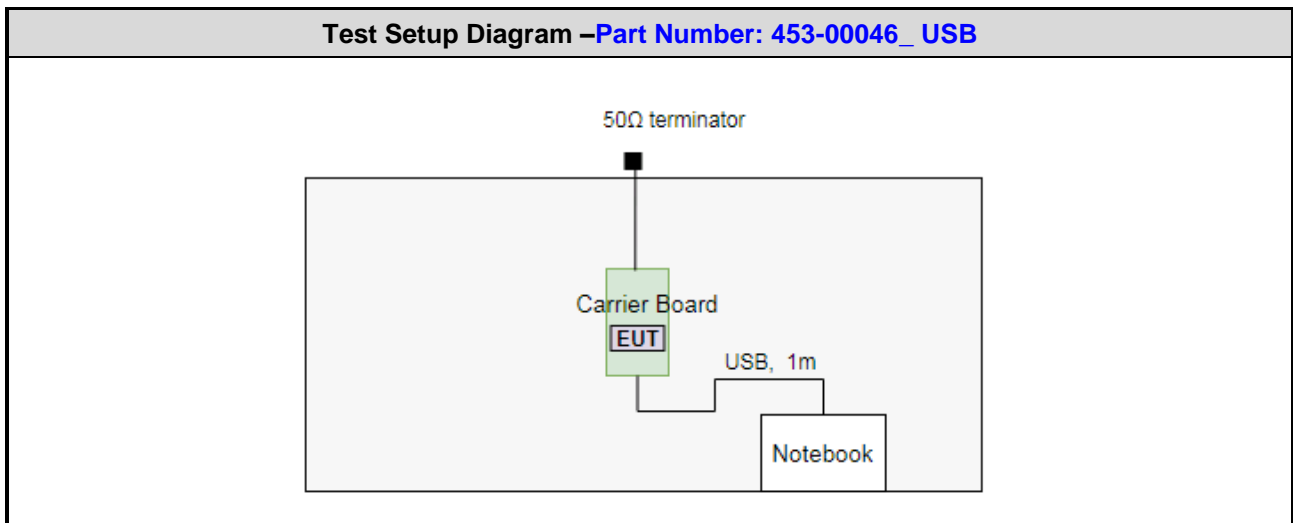 Test Setup Diagram –Part Number: 453-00046_ USB
50Ω terminator
Carrier Board
EUT
USB, 1m
Notebook